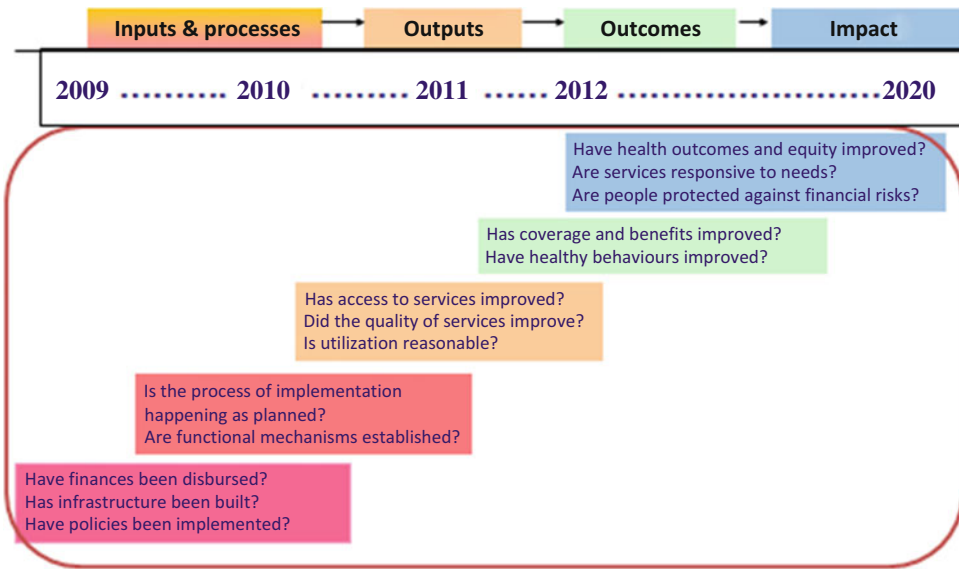 Inputs & processes Outputs Outcomes Impact
2009 ........... 2010 ........... 2011 ....... 2012 ............................. 2020
Have health outcomes and equity improved?
Are services responsive to needs?
Are people protected against financial risks?
Has coverage and benefits improved?
Have healthy behaviours improved?
Has access to services improved?
Did the quality of services improve?
Is utilization reasonable?
Is the process of implementation
happening as planned?
Are functional mechanisms established?
Have finances been disbursed?
Has infrastructure been built?
Have policies been implemented?